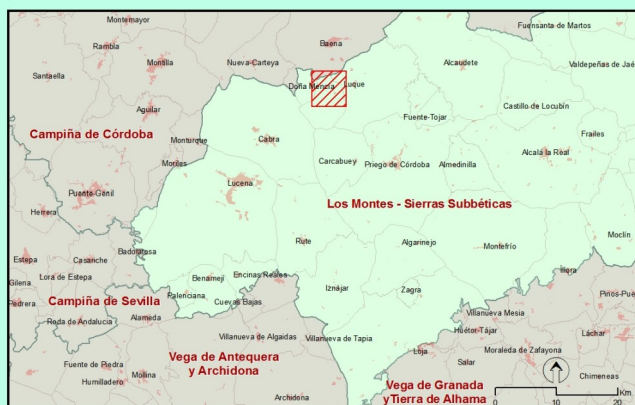 Montemayor
Fuensanta de Martos
Rambla
Baena
Montilla
Nueva-Carteya
Alcaudete
Valdepeñas de Jaé
Santaella
Doña Mencía
Luque
Aguilar
Castillo de Locubín
Fuente-Tojar
Campiña de Córdoba
Cabra
Frailes
Monturque
Alcalá la Real
Moriles
Carcabuey
Priego de Córdoba
Almedinilla
Lucena
Puente-Genil
Los Montes - Sierras Subbéticas
Herrera
Moclín
Rute
Algarinejo
Montefrío
Badolatosa
Estepa
Casariche
Illora
Gilena
Lora de Estepa
Benamejí
Encinas Reales
Iznájar
Zagra
Palenciana
Pinos-Pue
Pedrera
Campiña de Sevilla
Cuevas Bajas
Villanueva Mesia
Roda de Andalucia
Alameda
Huétor-Tájar
Villanueva de Algaidas
Villanueva de Tapia
Láchar
Vega de Antequera
y Archidona
Loja
Moraleda de Zafayona
Fuente de Piedra
Salar
Mollina
Humilladero
Chimeneas
Vega de Granada
y Tierra de Alhama
Archidona
Km
0 10 20